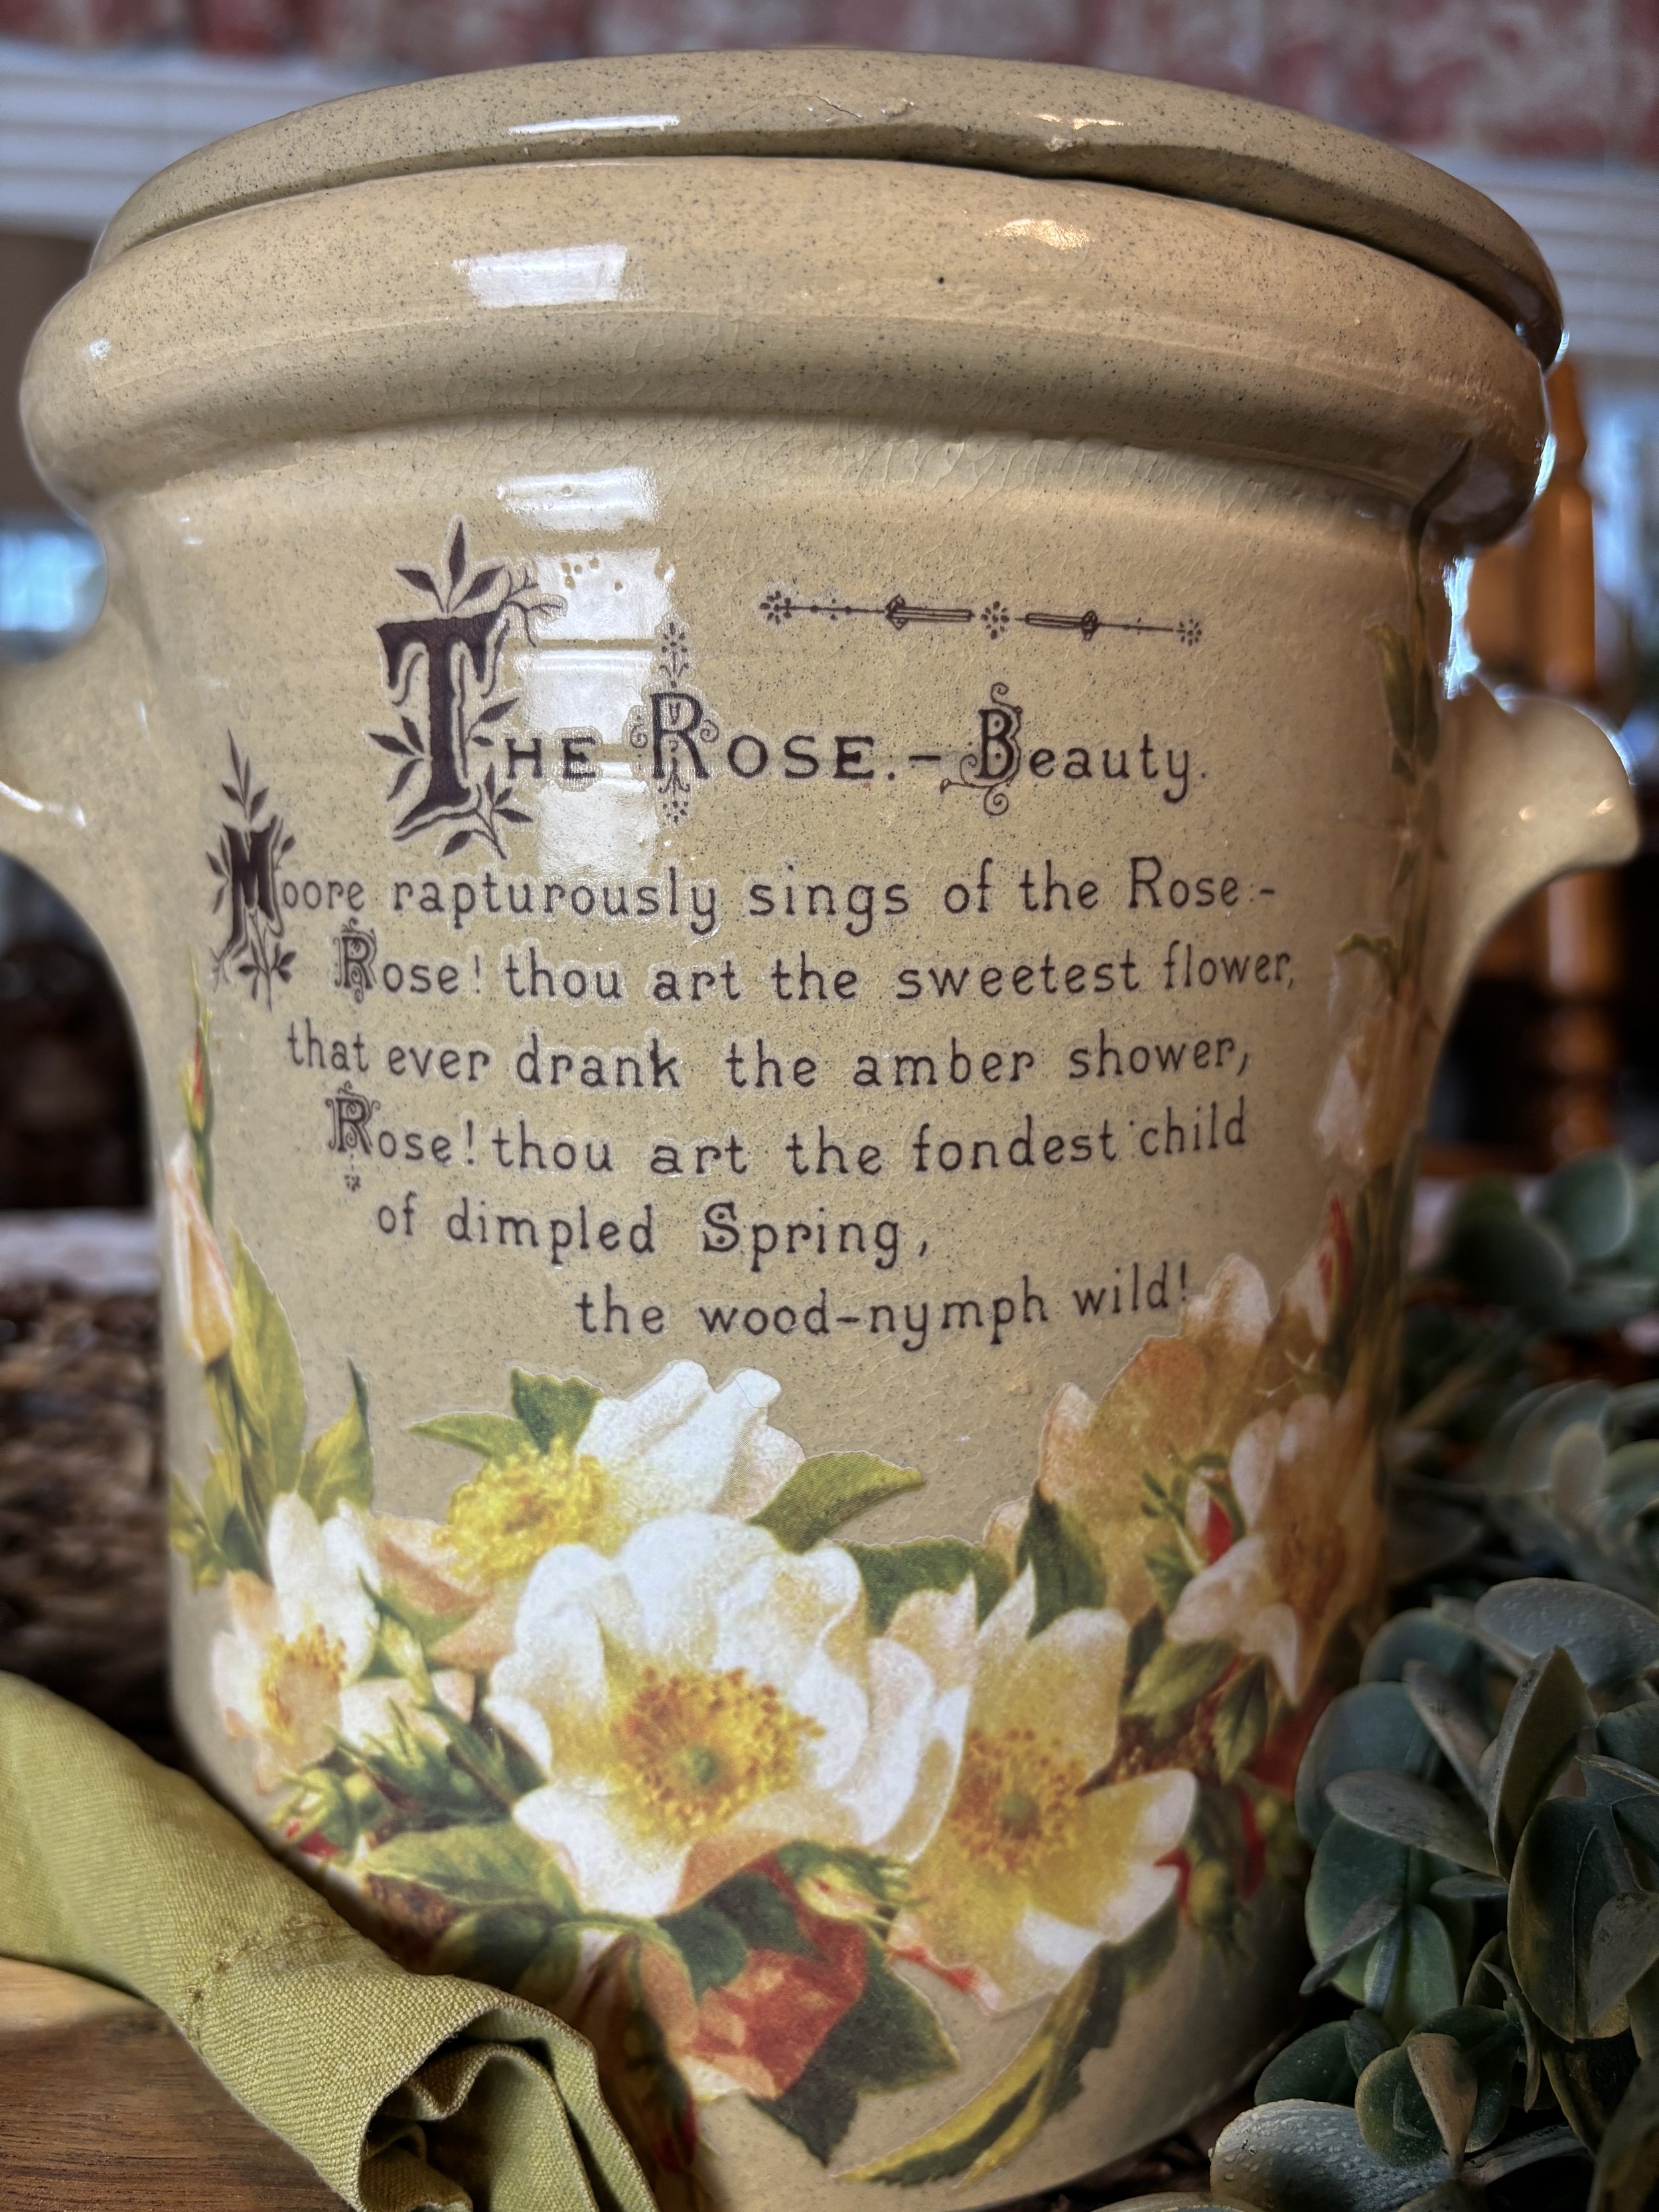 The Rose.- Beauty.
Moore rapturously sings of the Rose:-
Rose! thou art the sweetest flower,
that ever drank the amber shower,
Rose! thou art the fondest child
of dimpled Spring,
the wood-nymph wild!